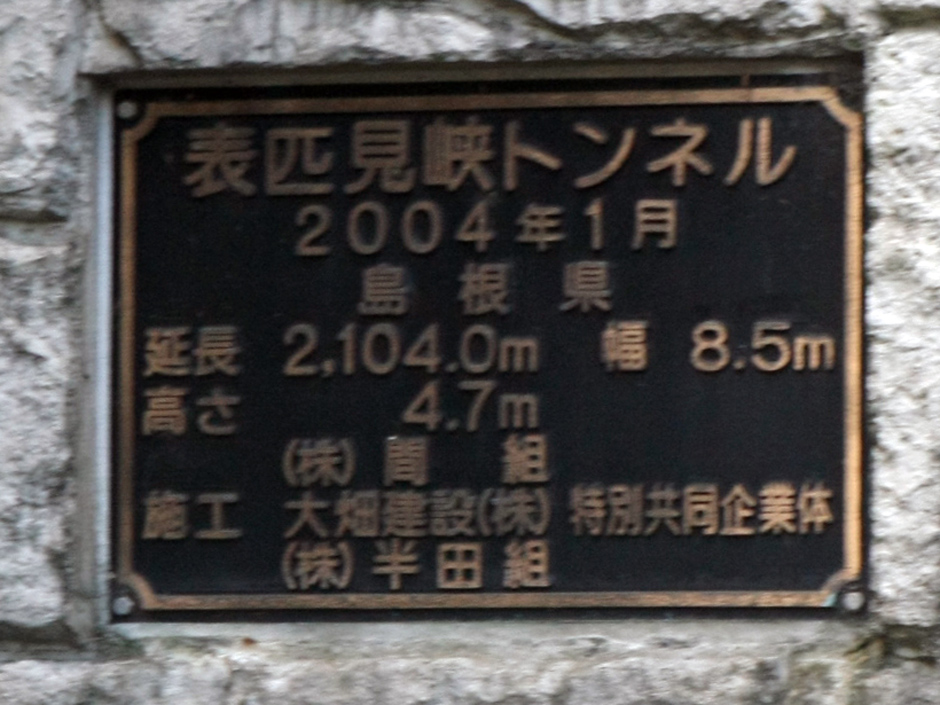 表匹見峡トンネル
2004年1月
島根県
延長 2,104.0m 幅 8.5m
高さ 4.7m
(株)間組
施工 大畑建設(株) 特別共同企業体
(株)半田組